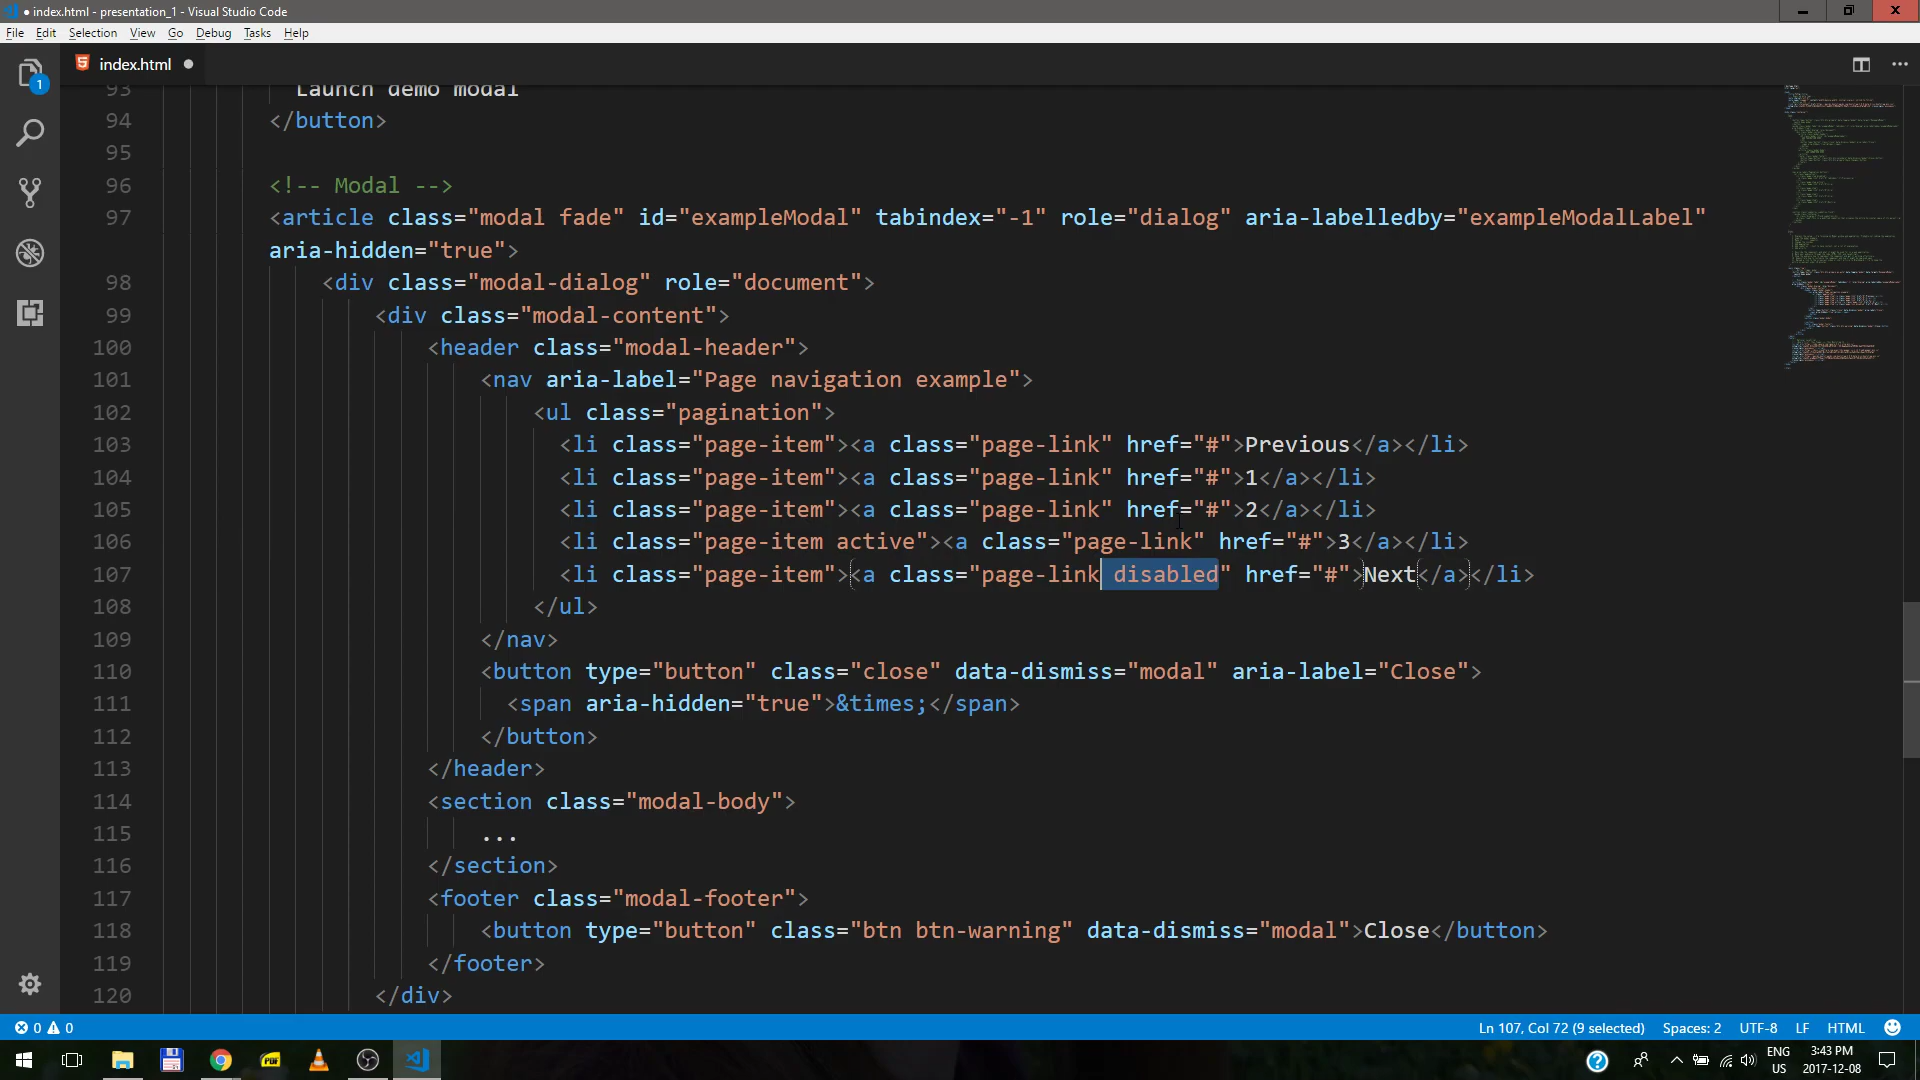 index.html - presentation_1 - Visual Studio Code
File Edit Selection View Go Debug Tasks Help
1
index.html
93 Launch demo modal
94 </button>
95
96 <!-- Modal -->
97 <article class="modal fade" id="exampleModal" tabindex="-1" role="dialog" aria-labelledby="exampleModalLabel"
aria-hidden="true">
98 <div class="modal-dialog" role="document">
99 <div class="modal-content">
100 <header class="modal-header">
101 <nav aria-label="Page navigation example">
102 <ul class="pagination">
103 <li class="page-item"><a class="page-link" href="#">Previous</a></li>
104 <li class="page-item"><a class="page-link" href="#">1</a></li>
105 <li class="page-item"><a class="page-link" href="#">2</a></li>
106 <li class="page-item active"><a class="page-link" href="#">3</a></li>
107 <li class="page-item"><a class="page-link disabled" href="#">Next</a></li>
108 </ul>
109 </nav>
110 <button type="button" class="close" data-dismiss="modal" aria-label="Close">
111 <span aria-hidden="true">&times;</span>
112 </button>
113 </header>
114 <section class="modal-body">
115 ...
116 </section>
117 <footer class="modal-footer">
118 <button type="button" class="btn btn-warning" data-dismiss="modal">Close</button>
119 </footer>
120 </div>
0 0 Ln 107, Col 72 (9 selected) Spaces: 2 UTF-8 LF HTML
PDF ENG 3:43 PM
US 2017-12-08